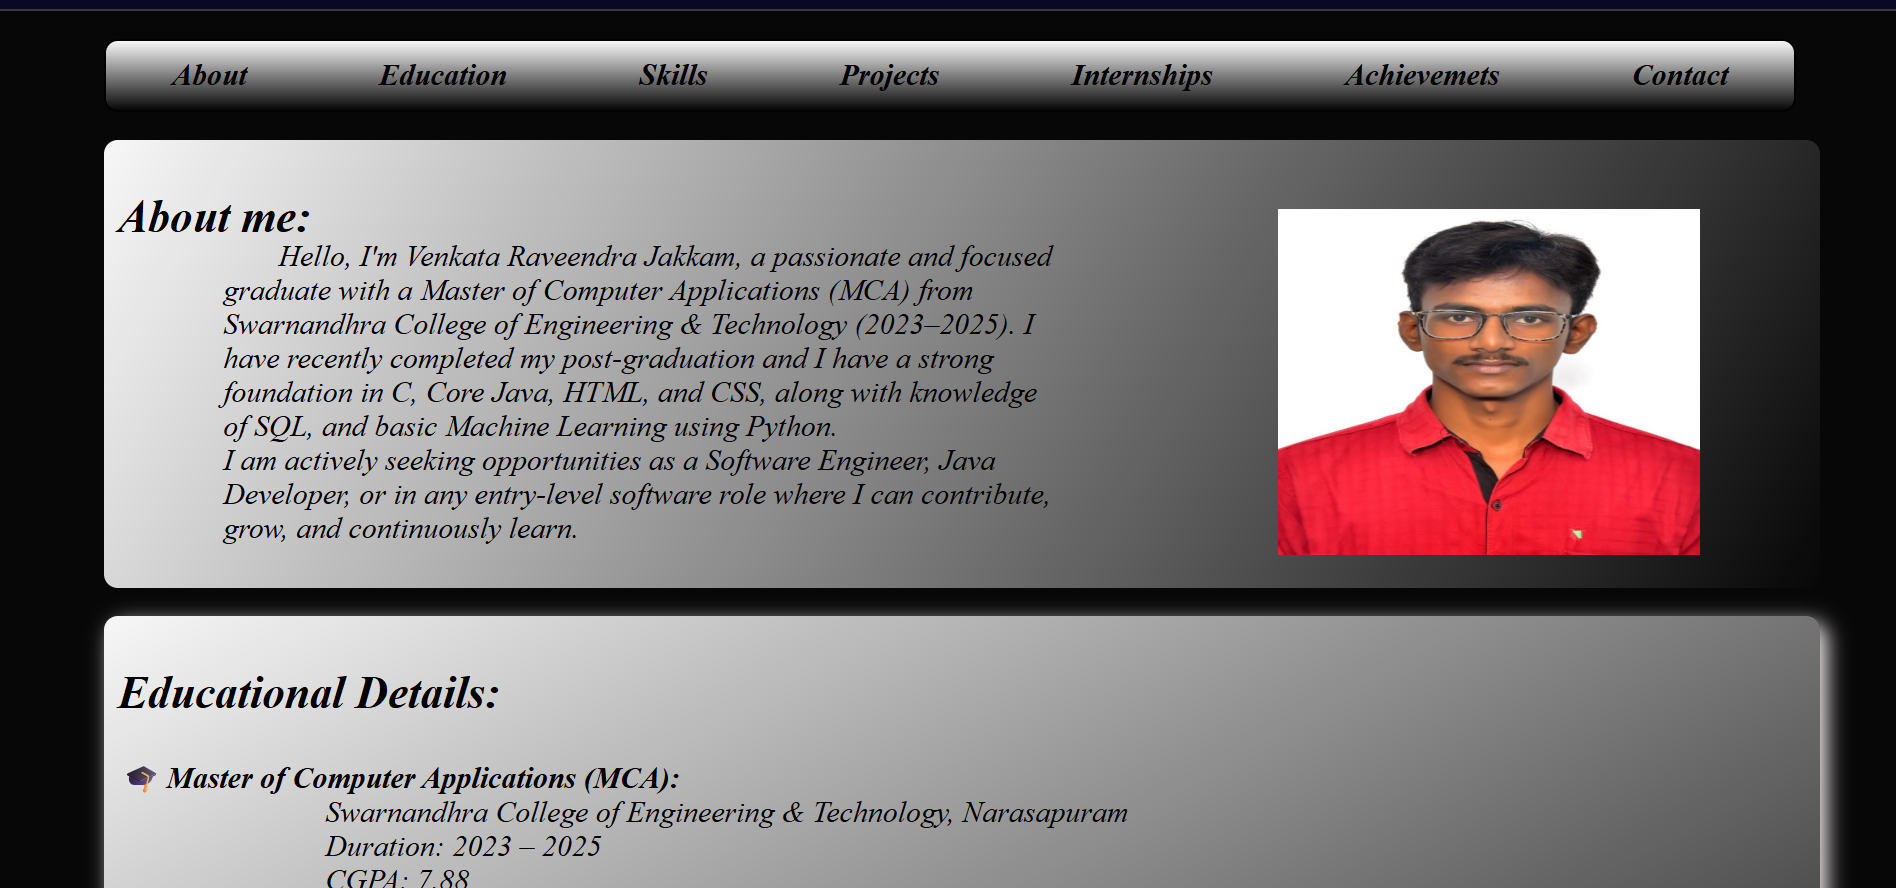 About Education Skills Projects Internships Achievemets Contact
About me:
Hello, I'm Venkata Raveendra Jakkam, a passionate and focused
graduate with a Master of Computer Applications (MCA) from
Swarnandhra College of Engineering & Technology (2023–2025). I
have recently completed my post-graduation and I have a strong
foundation in C, Core Java, HTML, and CSS, along with knowledge
of SQL, and basic Machine Learning using Python.
I am actively seeking opportunities as a Software Engineer, Java
Developer, or in any entry-level software role where I can contribute,
grow, and continuously learn.
Educational Details:
🎓 Master of Computer Applications (MCA):
Swarnandhra College of Engineering & Technology, Narasapuram
Duration: 2023 – 2025
CGPA: 7.88